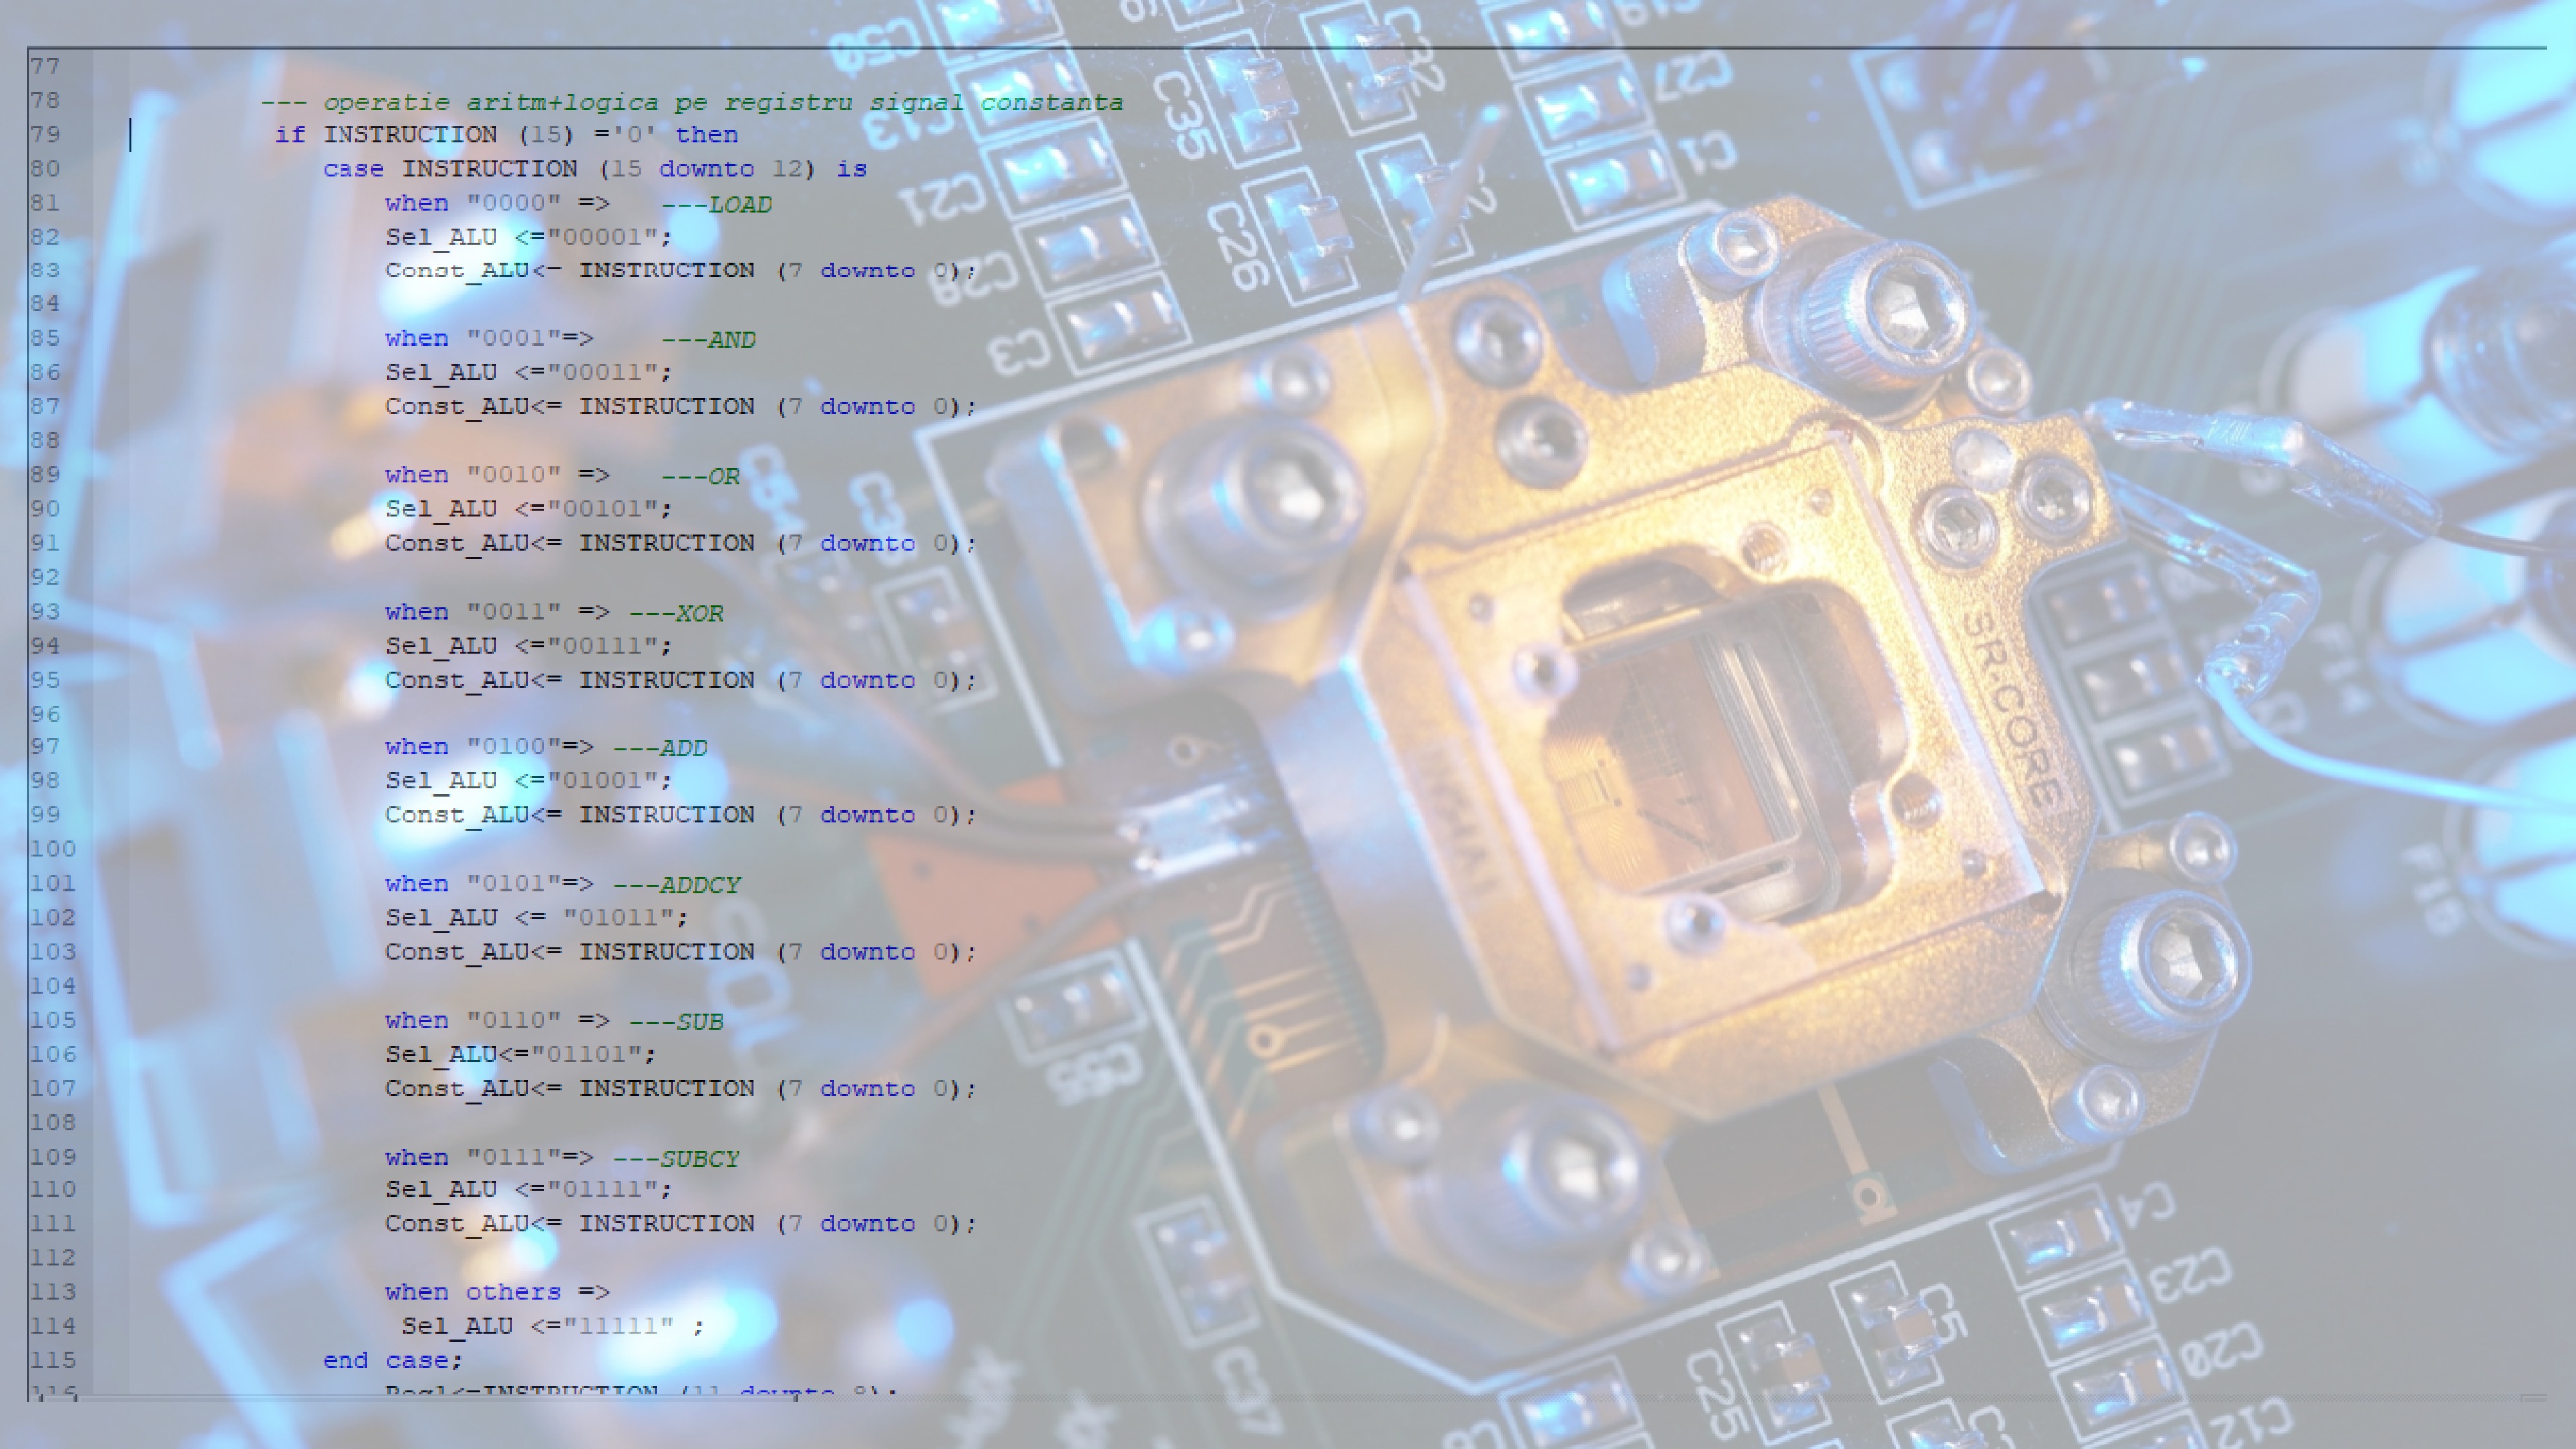 77
78 --- operatie aritm+logica pe registru signal constanta
79 if INSTRUCTION (15) ='0' then
80 case INSTRUCTION (15 downto 12) is
81 when "0000" => ---LOAD
82 Sel_ALU <="00001";
83 Const_ALU<= INSTRUCTION (7 downto 0);
84
85 when "0001"=> ---AND
86 Sel_ALU <="00011";
87 Const_ALU<= INSTRUCTION (7 downto 0);
88
89 when "0010" => ---OR
90 Sel_ALU <="00101";
91 Const_ALU<= INSTRUCTION (7 downto 0);
92
93 when "0011" => ---XOR
94 Sel_ALU <="00111";
95 Const_ALU<= INSTRUCTION (7 downto 0);
96
97 when "0100"=> ---ADD
98 Sel_ALU <="01001";
99 Const_ALU<= INSTRUCTION (7 downto 0);
100
101 when "0101"=> ---ADDCY
102 Sel_ALU <= "01011";
103 Const_ALU<= INSTRUCTION (7 downto 0);
104
105 when "0110" => ---SUB
106 Sel_ALU<="01101";
107 Const_ALU<= INSTRUCTION (7 downto 0);
108
109 when "0111"=> ---SUBCY
110 Sel_ALU <="01111";
111 Const_ALU<= INSTRUCTION (7 downto 0);
112
113 when others =>
114 Sel_ALU <="11111" ;
115 end case;
C50
C32
C19
C13
C35
C27
C21
C26
C1
C28
C3
C54
SR-CORE
F14
F15
C4
C23
C5
C20
C25
C37
C12